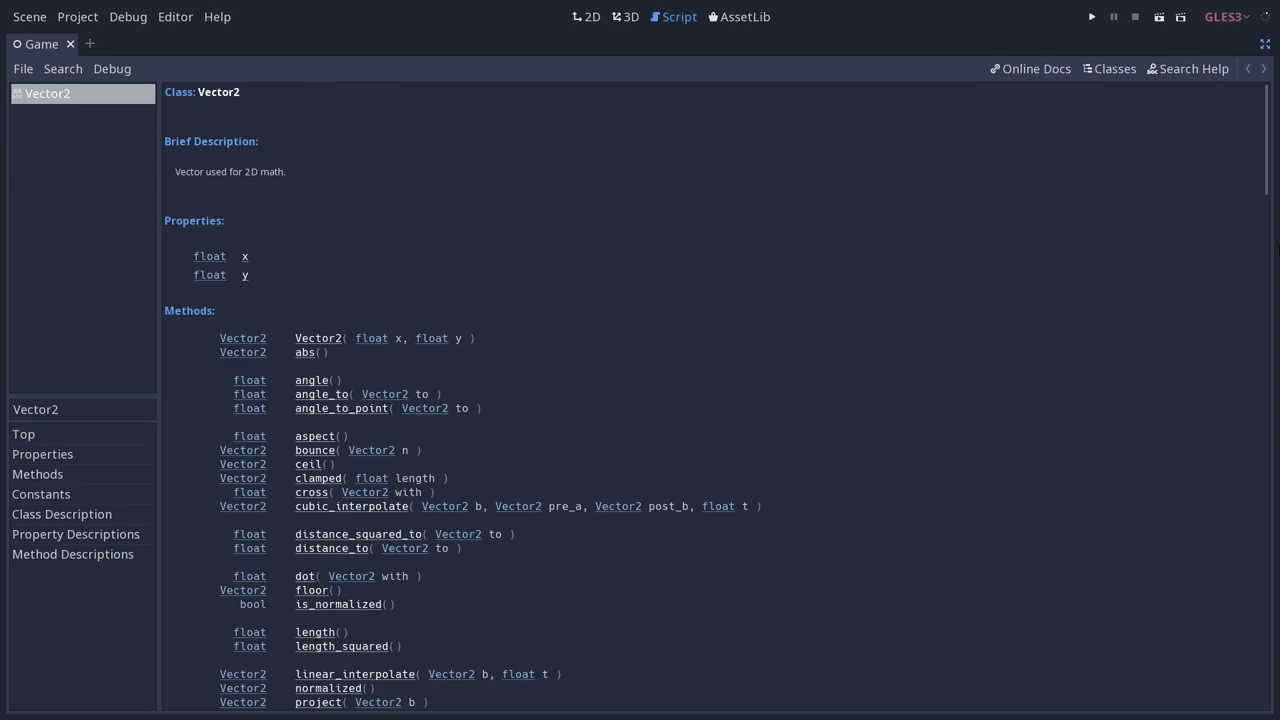 Scene Project Debug Editor Help 2D 3D Script AssetLib GLES3
Game
File Search Debug Online Docs Classes Search Help
Vector2
Class: Vector2
Brief Description:
Vector used for 2D math.
Properties:
float x
float y
Methods:
Vector2 Vector2( float x, float y )
Vector2 abs()
float angle()
float angle_to( Vector2 to )
float angle_to_point( Vector2 to )
float aspect()
Vector2 bounce( Vector2 n )
Vector2 ceil()
Vector2 clamped( float length )
float cross( Vector2 with )
Vector2 cubic_interpolate( Vector2 b, Vector2 pre_a, Vector2 post_b, float t )
float distance_squared_to( Vector2 to )
float distance_to( Vector2 to )
float dot( Vector2 with )
Vector2 floor()
bool is_normalized()
float length()
float length_squared()
Vector2 linear_interpolate( Vector2 b, float t )
Vector2 normalized()
Vector2 project( Vector2 b )
Vector2
Top
Properties
Methods
Constants
Class Description
Property Descriptions
Method Descriptions